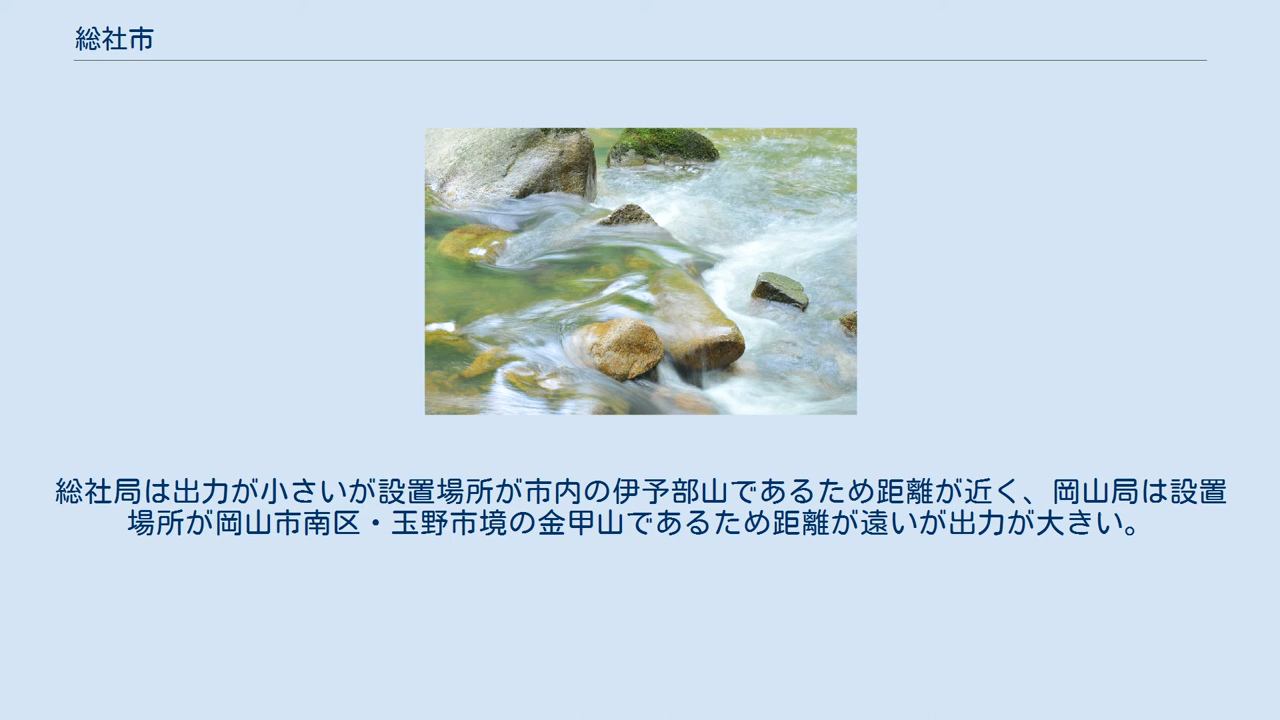 総社市
総社局は出力が小さいが設置場所が市内の伊予部山であるため距離が近く、岡山局は設置
場所が岡山市南区・玉野市境の金甲山であるため距離が遠いが出力が大きい。